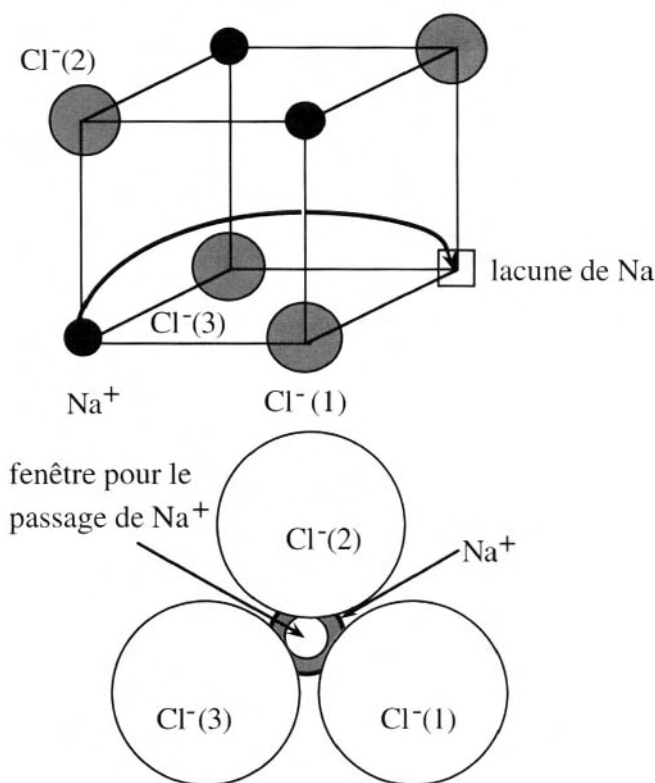 Cl⁻(2)
lacune de Na
Cl⁻(3)
Na⁺
Cl⁻(1)
fenêtre pour le
passage de Na⁺
Cl⁻(2)
Na⁺
Cl⁻(3)
Cl⁻(1)